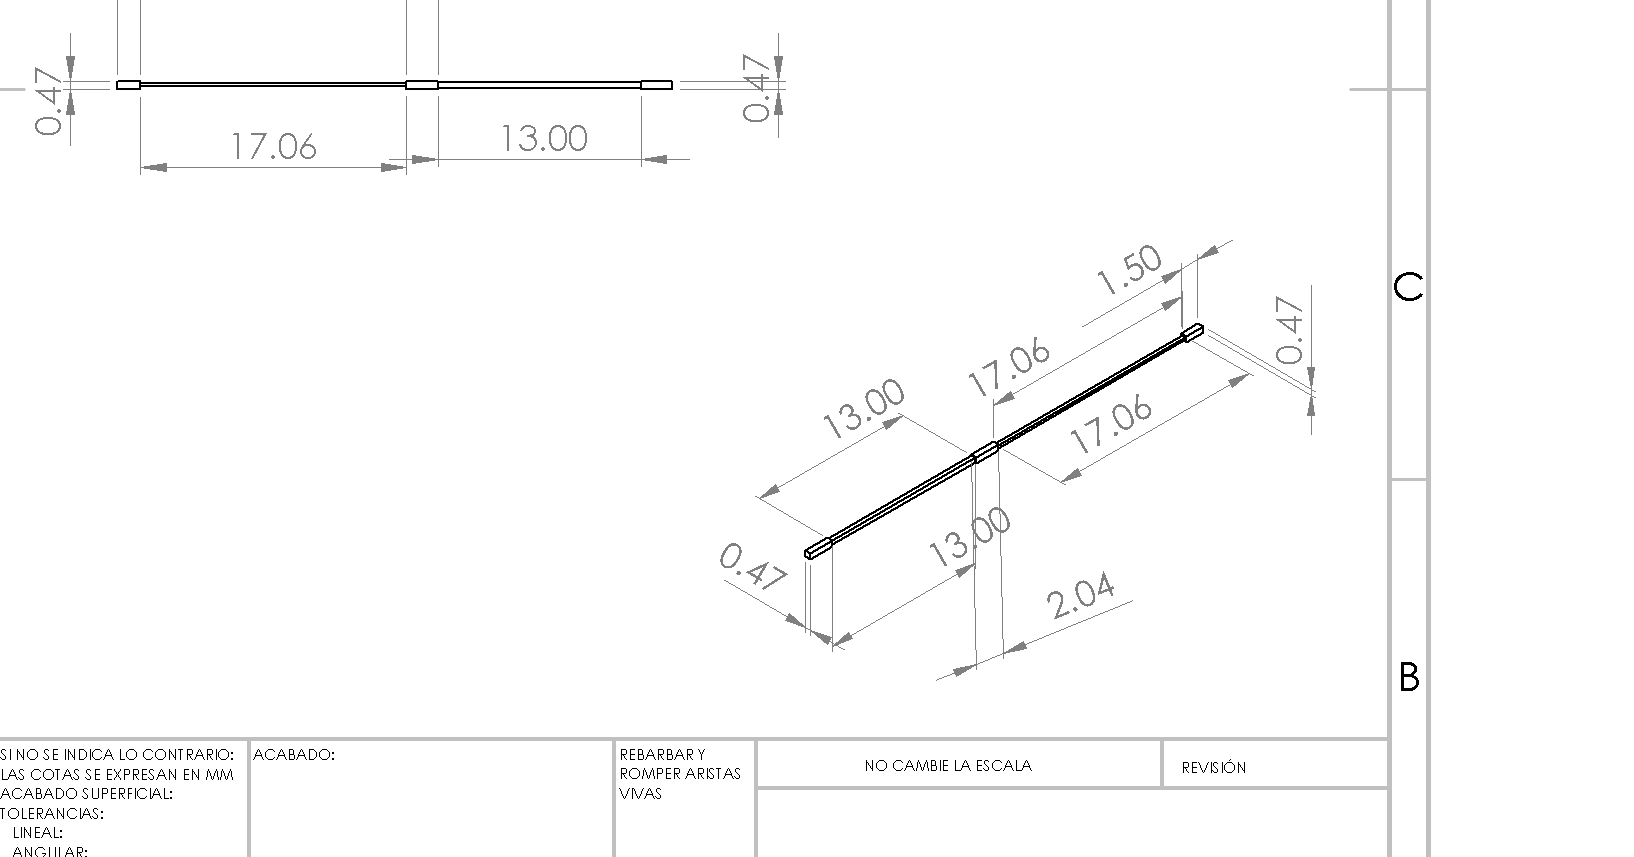 0.47
0.47
17.06
13.00
1.50
0.47
17.06
13.00
17.06
13.00
0.47
2.04
C
B
SI NO SE INDICA LO CONTRARIO:
LAS COTAS SE EXPRESAN EN MM
ACABADO SUPERFICIAL:
TOLERANCIAS:
LINEAL:
ANGULAR:
ACABADO:
REBARBAR Y
ROMPER ARISTAS
VIVAS
NO CAMBIE LA ESCALA
REVISIÓN